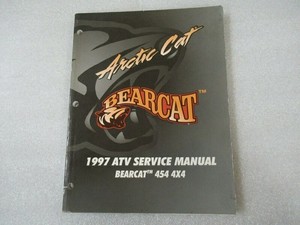 Arctic Cat
BEARCAT™
1997 ATV SERVICE MANUAL
BEARCAT™ 454 4X4